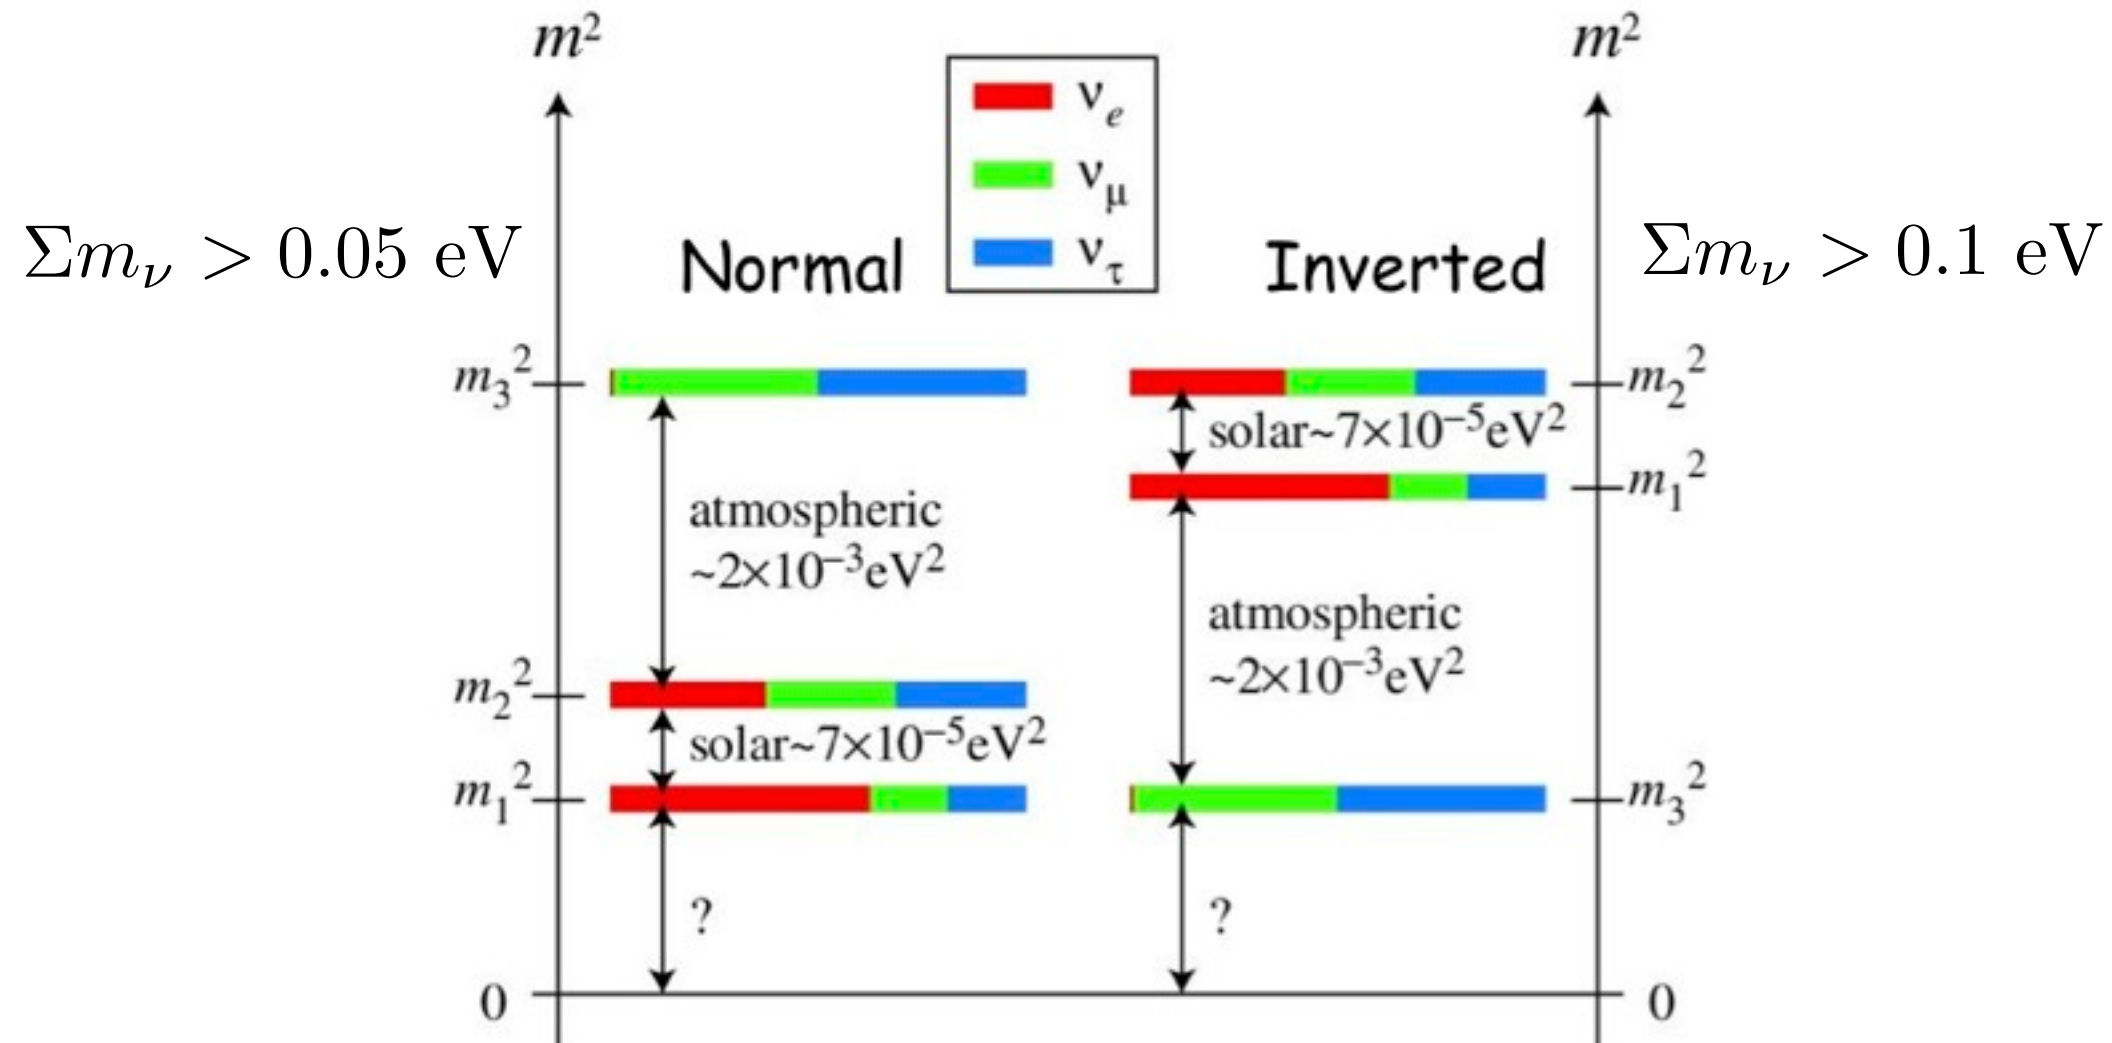 m²
m²
νₑ
ν_μ
ν_τ
Σm_ν > 0.05 eV
Normal
Inverted
Σm_ν > 0.1 eV
m₃²
m₂²
solar~7×10⁻⁵eV²
m₁²
atmospheric
~2×10⁻³eV²
atmospheric
~2×10⁻³eV²
m₂²
solar~7×10⁻⁵eV²
m₁²
m₃²
?
?
0
0